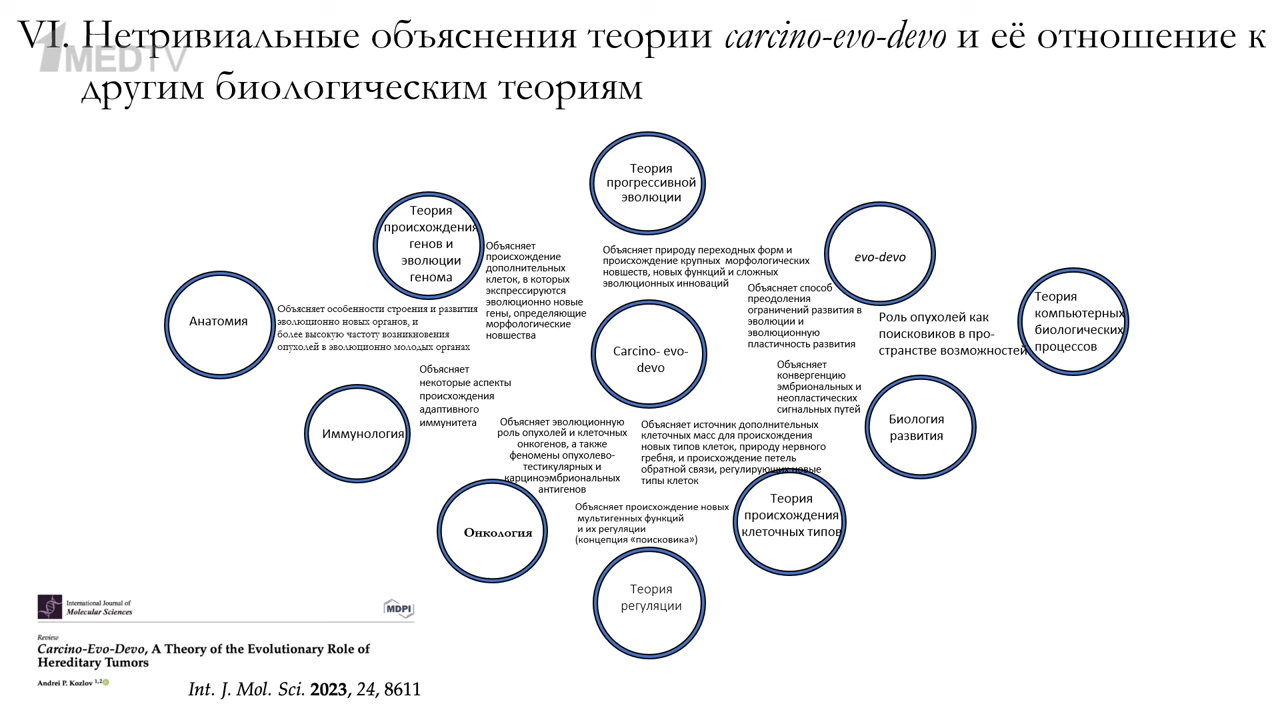 VI. Нетривиальные объяснения теории carcino-evo-devo и её отношение к
другим биологическим теориям
1MEDTV
Теория
прогрессивной
эволюции
Теория
происхождения
генов и
эволюции
генома
evo-devo
Объясняет
происхождение
дополнительных
клеток, в которых
экспрессируются
эволюционно новые
гены, определяющие
морфологические
новшества
Объясняет природу переходных форм и
происхождение крупных морфологических
новшеств, новых функций и сложных
эволюционных инноваций
Объясняет способ
преодоления
ограничений развития в
эволюции и
эволюционную
пластичность развития
Анатомия
Объясняет особенности строения и развития
эволюционно новых органов, и
более высокую частоту возникновения
опухолей в эволюционно молодых органах
Carcino- evo-
devo
Роль опухолей как
поисковиков в про-
странстве возможностей
Теория
компьютерных
биологических
процессов
Объясняет
некоторые аспекты
происхождения
адаптивного
иммунитета
Объясняет
конвергенцию
эмбриональных и
неопластических
сигнальных путей
Иммунология
Биология
развития
Объясняет эволюционную
роль опухолей и клеточных
онкогенов, а также
феномены опухолево-
тестикулярных и
карциноэмбриональных
антигенов
Объясняет источник дополнительных
клеточных масс для происхождения
новых типов клеток, природу нервного
гребня, и происхождение петель
обратной связи, регулирующих новые
типы клеток
Онкология
Объясняет происхождение новых
мультигенных функций
и их регуляции
(концепция «поисковика»)
Теория
происхождения
клеточных типов
Теория
регуляции
International Journal of
Molecular Sciences
MDPI
Review
Carcino-Evo-Devo, A Theory of the Evolutionary Role of
Hereditary Tumors
Andrei P. Kozlov 1,2
Int. J. Mol. Sci. 2023, 24, 8611